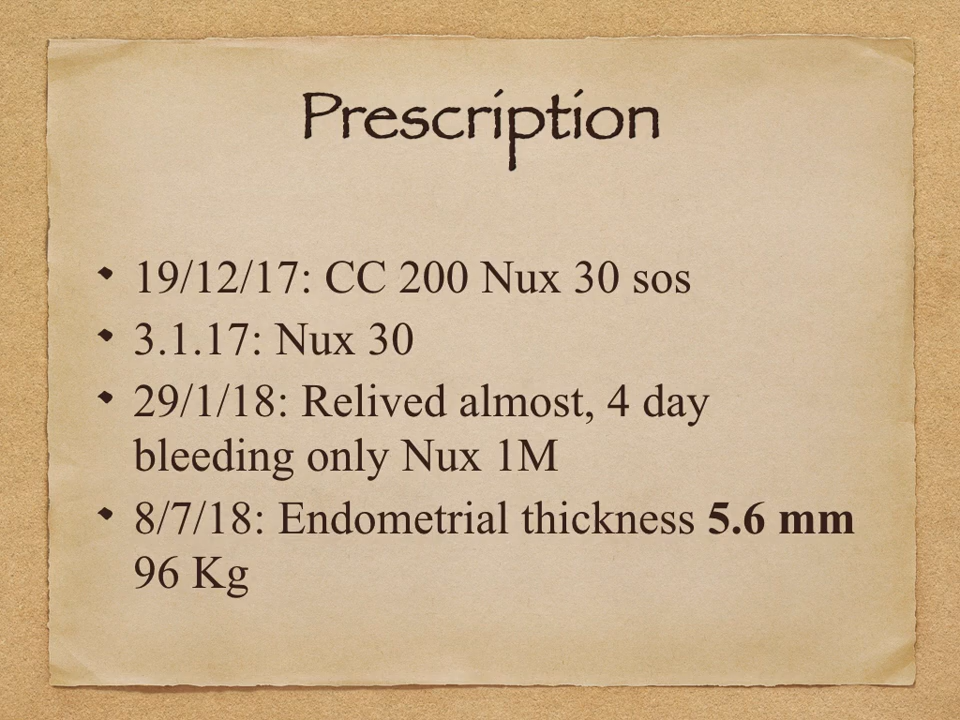 Prescription
19/12/17: CC 200 Nux 30 sos
3.1.17: Nux 30
29/1/18: Relived almost, 4 day
bleeding only Nux 1M
8/7/18: Endometrial thickness 5.6 mm
96 Kg